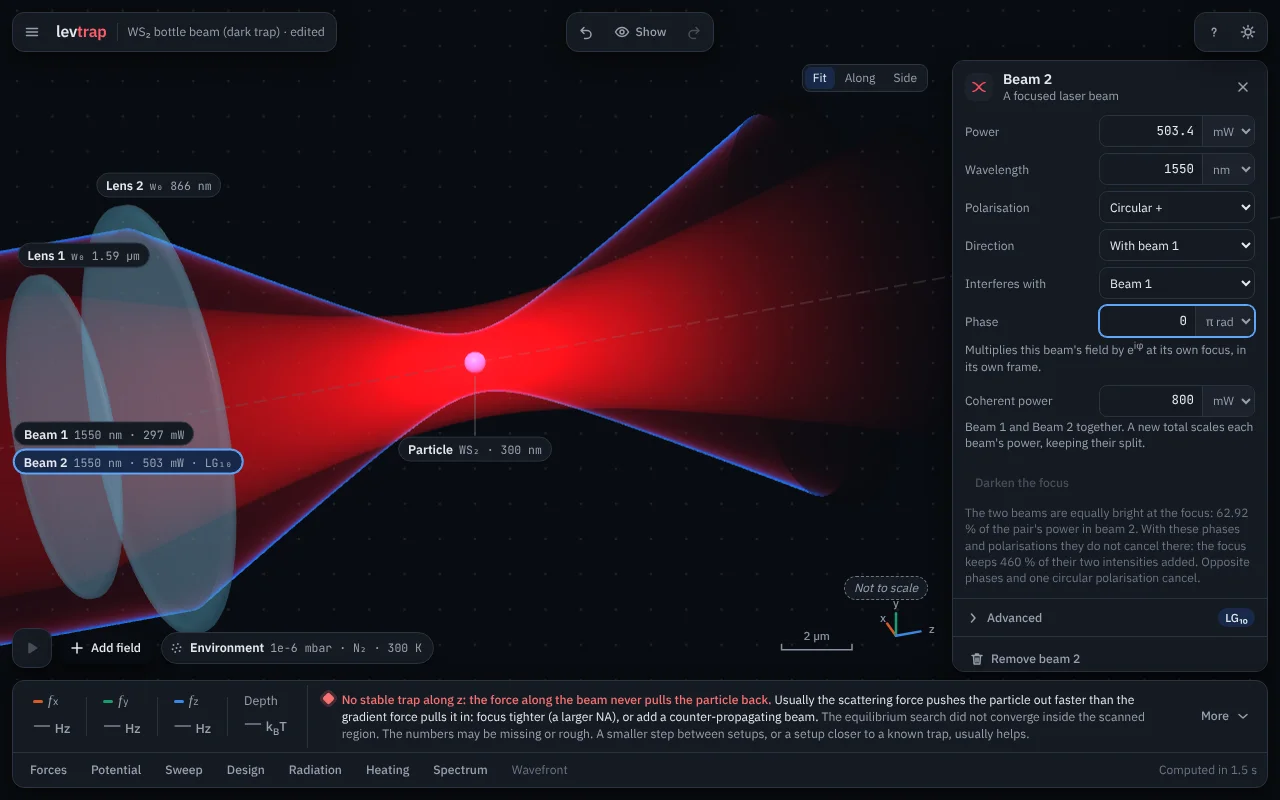 levtrap WS₂ bottle beam (dark trap) · edited
Show
?
Fit Along Side
Beam 2
A focused laser beam
Power 503.4 mW
Wavelength 1550 nm
Polarisation Circular +
Direction With beam 1
Interferes with Beam 1
Phase 0 π rad
Multiplies this beam's field by e^iφ at its own focus, in
its own frame.
Coherent power 800 mW
Beam 1 and Beam 2 together. A new total scales each
beam's power, keeping their split.
Darken the focus
The two beams are equally bright at the focus: 62.92
% of the pair's power in beam 2. With these phases
and polarisations they do not cancel there: the focus
keeps 460 % of their two intensities added. Opposite
phases and one circular polarisation cancel.
Advanced LG₁₀
Remove beam 2
Lens 2 w₀ 866 nm
Lens 1 w₀ 1.59 µm
Beam 1 1550 nm · 297 mW
Beam 2 1550 nm · 503 mW · LG₁₀
Particle WS₂ · 300 nm
Not to scale
y
x
z
2 µm
Add field
Environment 1e-6 mbar · N₂ · 300 K
fx fy fz Depth
— Hz — Hz — Hz — kBT
No stable trap along z: the force along the beam never pulls the particle back. Usually the scattering force pushes the particle out faster than the
gradient force pulls it in: focus tighter (a larger NA), or add a counter-propagating beam. The equilibrium search did not converge inside the scanned
region. The numbers may be missing or rough. A smaller step between setups, or a setup closer to a known trap, usually helps.
More
Forces Potential Sweep Design Radiation Heating Spectrum Wavefront
Computed in 1.5 s